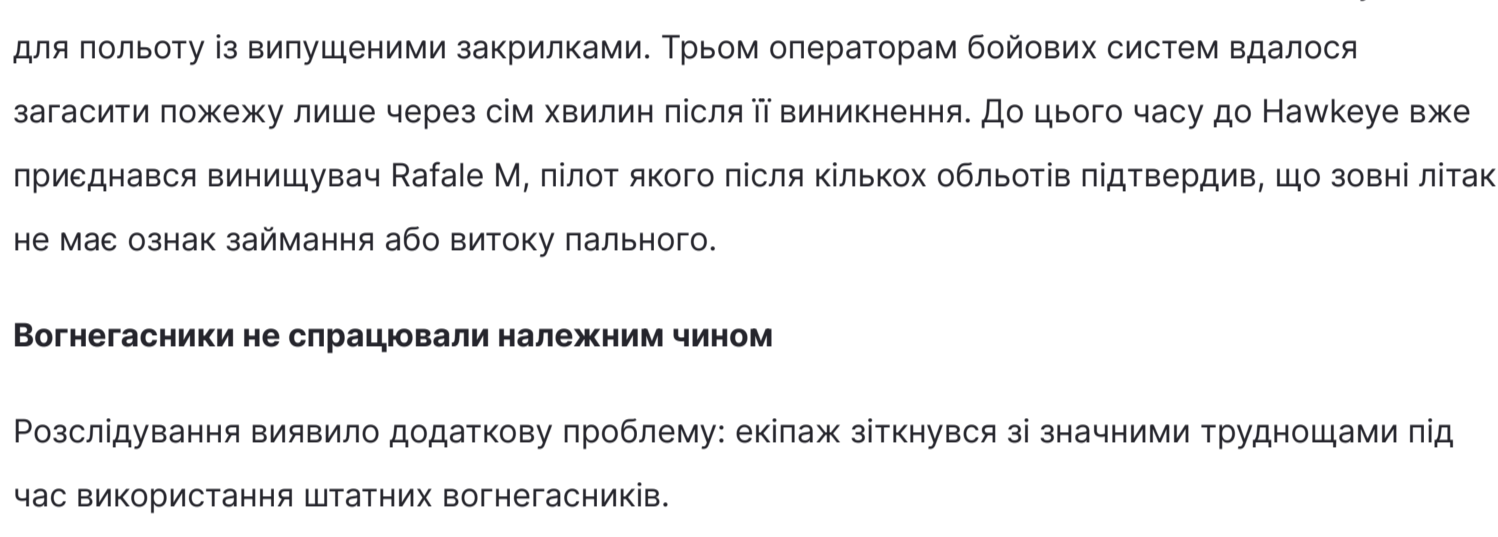 для польоту із випущеними закрилками. Трьом операторам бойових систем вдалося
загасити пожежу лише через сім хвилин після її виникнення. До цього часу до Hawkeye вже
приєднався винищувач Rafale M, пілот якого після кількох обльотів підтвердив, що зовні літак
не має ознак займання або витоку пального.
Вогнегасники не спрацювали належним чином
Розслідування виявило додаткову проблему: екіпаж зіткнувся зі значними труднощами під
час використання штатних вогнегасників.